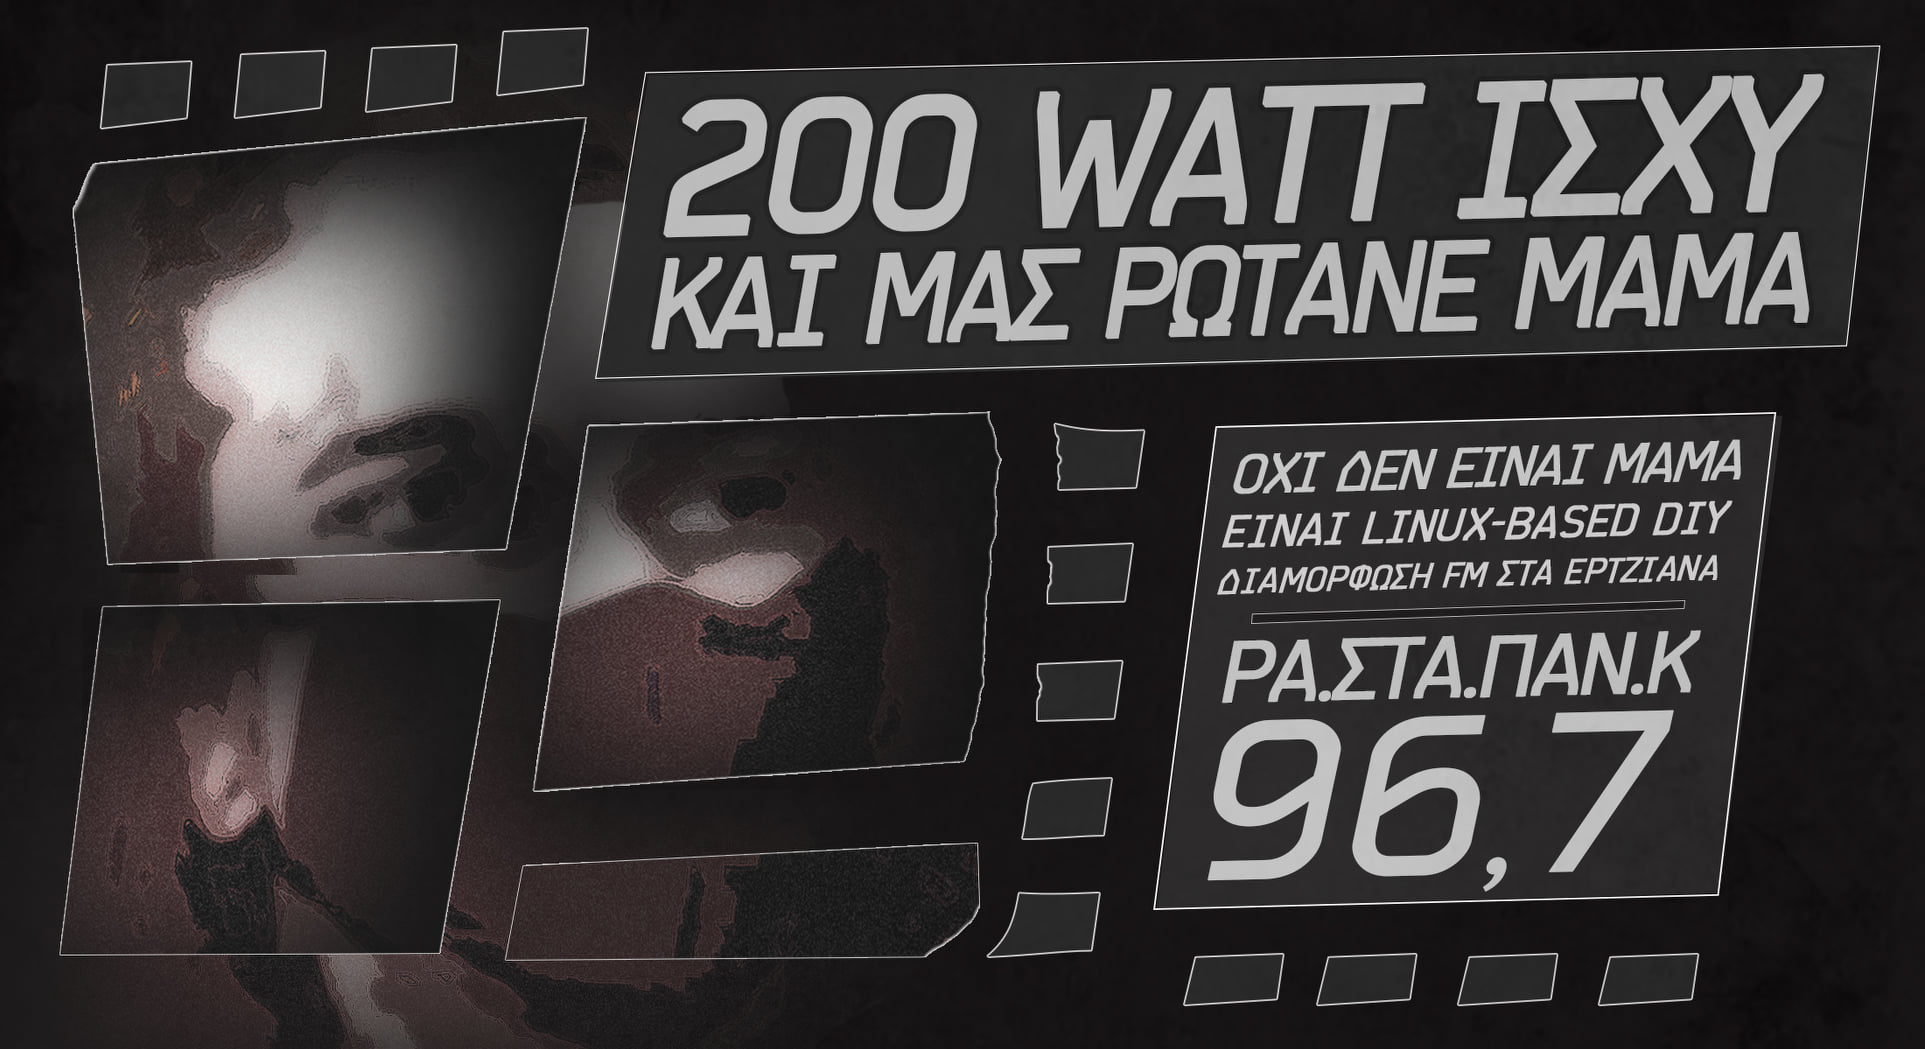 200 WATT ΙΣΧΥ
ΚΑΙ ΜΑΣ ΡΩΤΑΝΕ ΜΑΜΑ
ΟΧΙ ΔΕΝ ΕΙΝΑΙ ΜΑΜΑ
ΕΙΝΑΙ LINUX-BASED DIY
ΔΙΑΜΟΡΦΩΣΗ FM ΣΤΑ ΕΡΤΖΙΑΝΑ
ΡΑ.ΣΤΑ.ΠΑΝ.Κ
96,7